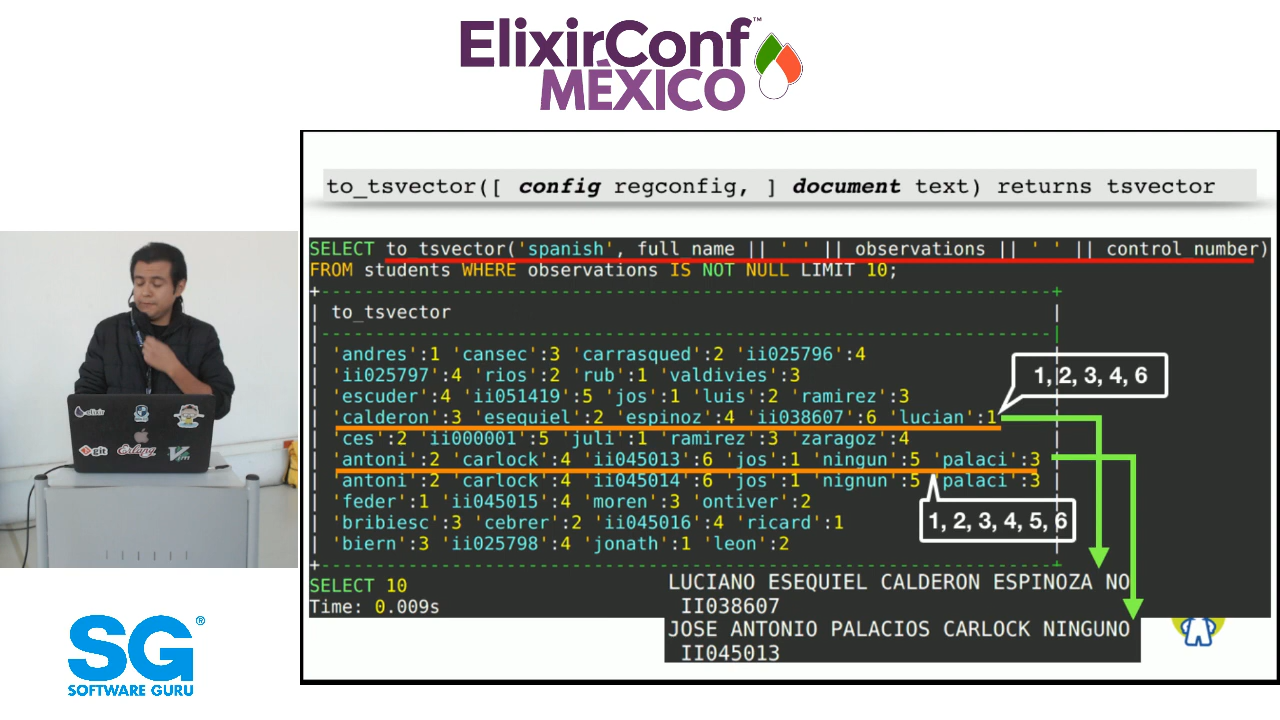 ElixirConf™
MÉXICO
to_tsvector([ config regconfig, ] document text) returns tsvector
SELECT to_tsvector('spanish', full_name || ' ' || observations || ' ' || control_number)
FROM students WHERE observations IS NOT NULL LIMIT 10;
to_tsvector
'andres':1 'cansec':3 'carrasqued':2 'ii025796':4
'ii025797':4 'rios':2 'rub':1 'valdivies':3
'escuder':4 'ii051419':5 'jos':1 'luis':2 'ramirez':3
'calderon':3 'esequiel':2 'espinoz':4 'ii038607':6 'lucian':1
'ces':2 'ii000001':5 'juli':1 'ramirez':3 'zaragoz':4
'antoni':2 'carlock':4 'ii045013':6 'jos':1 'ningun':5 'palaci':3
'antoni':2 'carlock':4 'ii045014':6 'jos':1 'nignun':5 'palaci':3
'feder':1 'ii045015':4 'moren':3 'ontiver':2
'bribiesc':3 'cebrer':2 'ii045016':4 'ricard':1
'biern':3 'ii025798':4 'jonath':1 'leon':2
1, 2, 3, 4, 6
1, 2, 3, 4, 5, 6
SELECT 10
Time: 0.009s
LUCIANO ESEQUIEL CALDERON ESPINOZA NO
II038607
JOSE ANTONIO PALACIOS CARLOCK NINGUNO
II045013
elixir
git
Erlang
SG®
SOFTWARE GURU